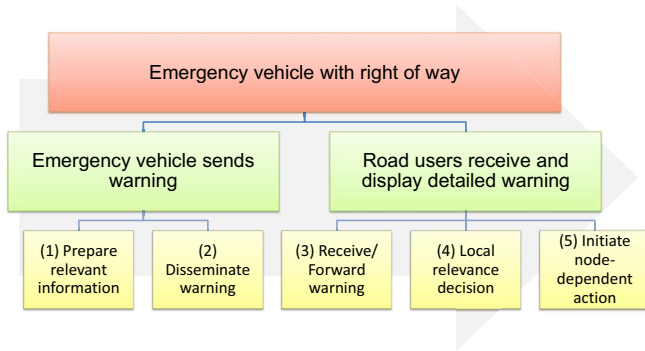 Emergency vehicle with right of way
Emergency vehicle sends
warning
Road users receive and
display detailed warning
(1) Prepare
relevant
information
(2)
Disseminate
warning
(3) Receive/
Forward
warning
(4) Local
relevance
decision
(5) Initiate
node-
dependent
action